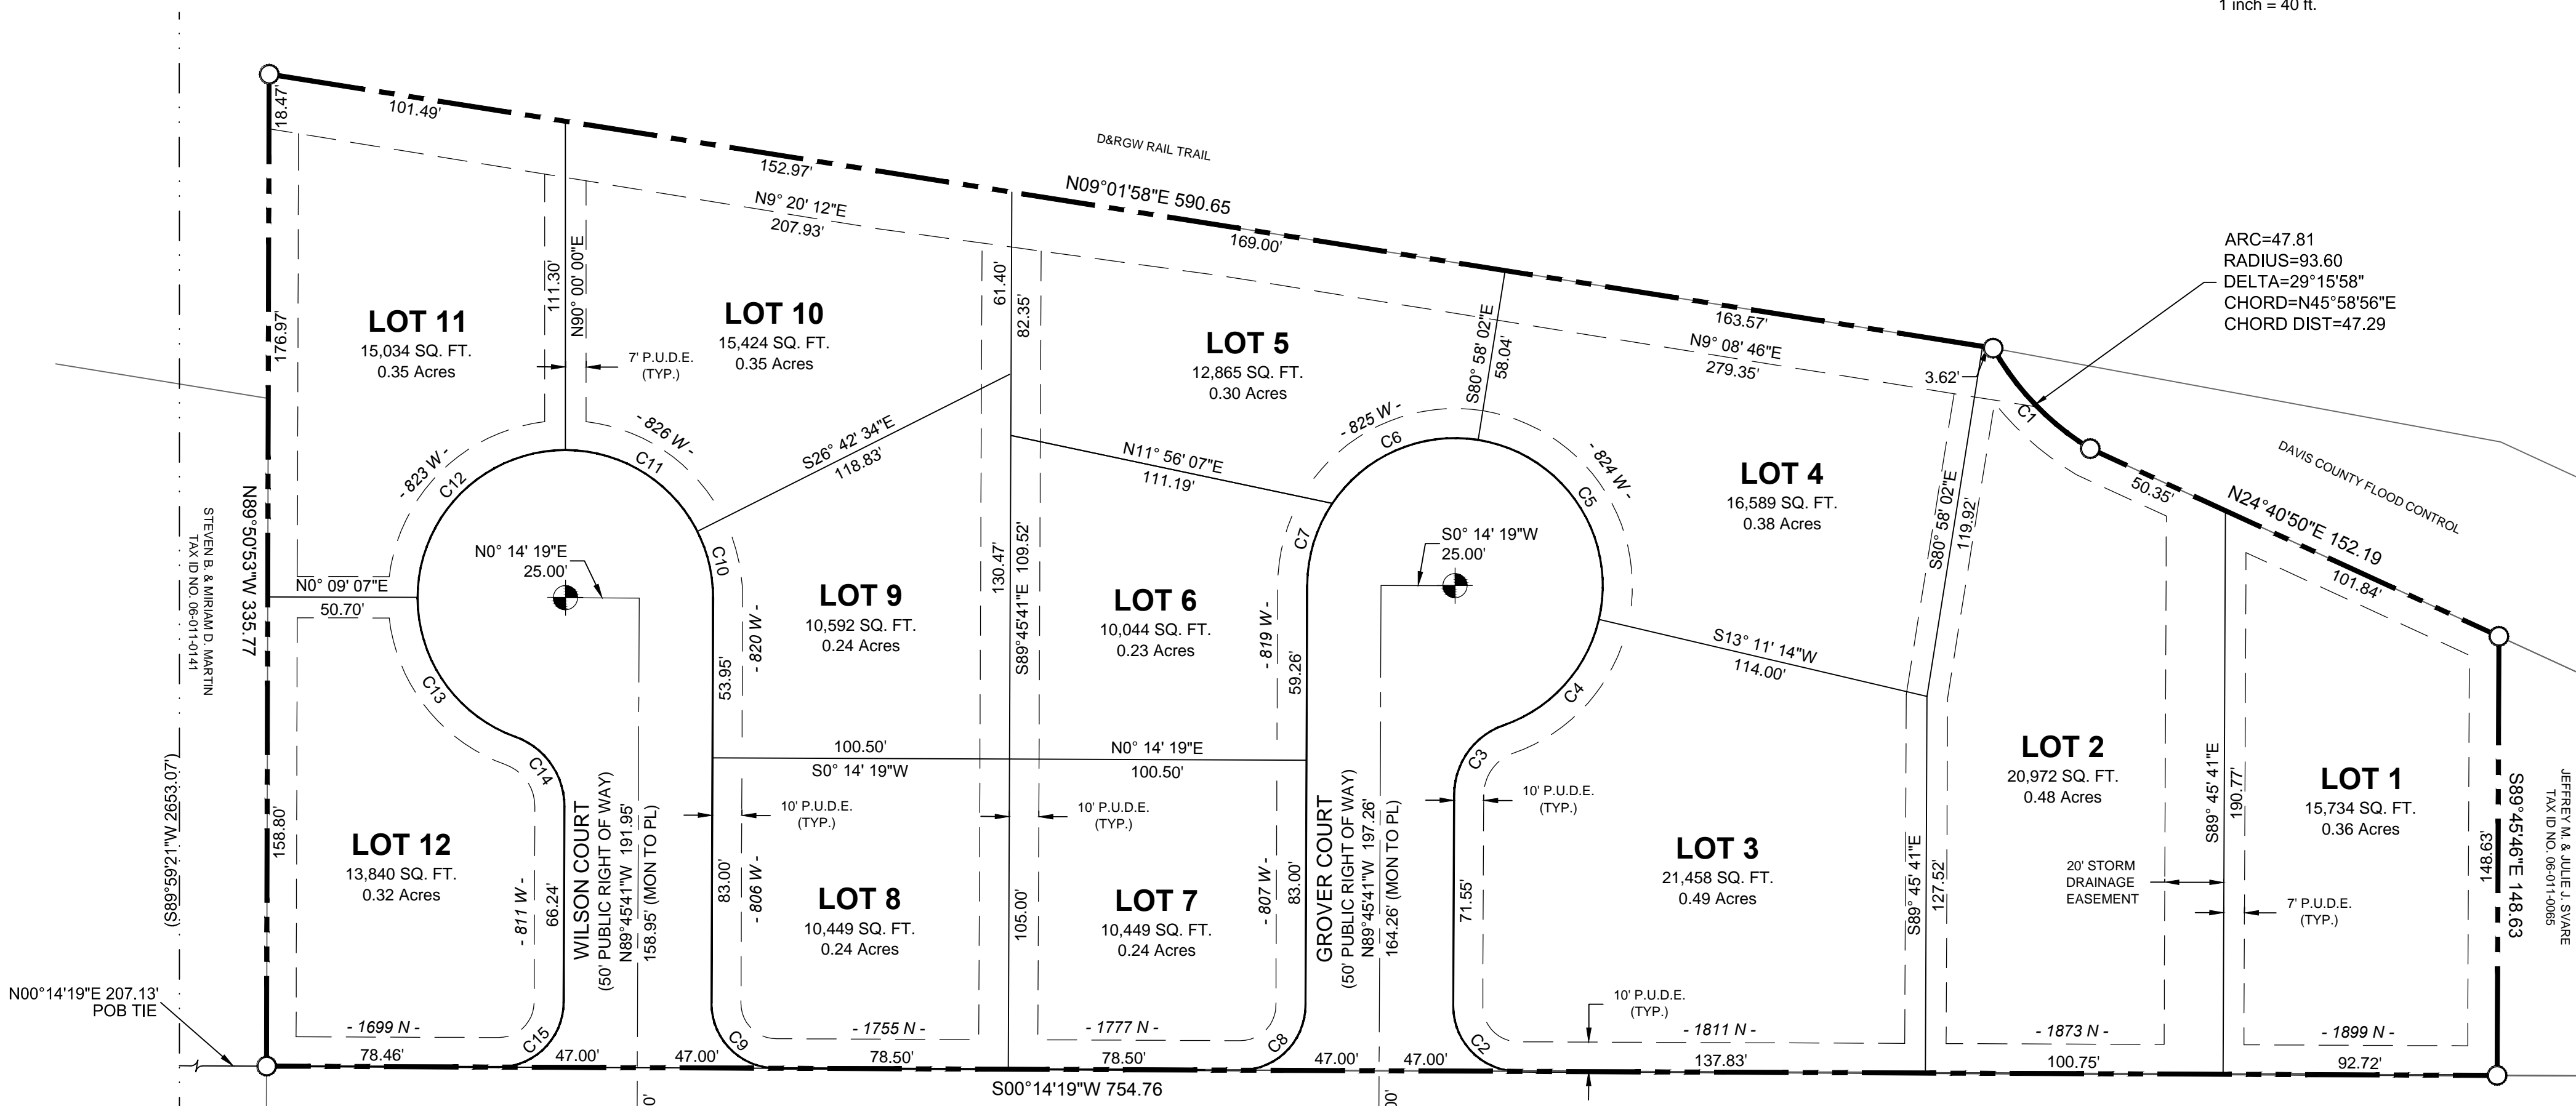 1 inch = 40 ft.
18.47'
101.49'
152.97'
D&RGW RAIL TRAIL
N09°01'58"E 590.65
N9° 20' 12"E
207.93'
169.00'
ARC=47.81
RADIUS=93.60
DELTA=29°15'58"
CHORD=N45°58'56"E
CHORD DIST=47.29
163.57'
N9° 08' 46"E
279.35'
3.62'
C1
176.97'
LOT 11
15,034 SQ. FT.
0.35 Acres
111.30'
N90° 00' 00"E
7' P.U.D.E.
(TYP.)
LOT 10
15,424 SQ. FT.
0.35 Acres
61.40'
82.35'
LOT 5
12,865 SQ. FT.
0.30 Acres
S80° 58' 02"E
58.04'
- 823 W -
C12
- 826 W -
C11
S26° 42' 34"E
118.83'
N11° 56' 07"E
111.19'
- 825 W -
C6
- 824 W -
C5
LOT 4
16,589 SQ. FT.
0.38 Acres
S80° 58' 02"E
119.92'
50.35'
DAVIS COUNTY FLOOD CONTROL
N24°40'50"E 152.19
101.84'
STEVEN B. & MIRIAM D. MARTIN
TAX ID NO. 06-011-0141
N89°50'53"W 335.77
N0° 09' 07"E
50.70'
N0° 14' 19"E
25.00'
C10
- 820 W -
53.95'
LOT 9
10,592 SQ. FT.
0.24 Acres
130.47'
S89°45'41"E 109.52'
LOT 6
10,044 SQ. FT.
0.23 Acres
C7
- 819 W -
59.26'
S0° 14' 19"W
25.00'
S13° 11' 14"W
114.00'
C13
C14
C4
C3
100.50'
S0° 14' 19"W
N0° 14' 19"E
100.50'
(S89°59'21"W 2653.07')
158.80'
LOT 12
13,840 SQ. FT.
0.32 Acres
- 811 W -
66.24'
WILSON COURT
(50' PUBLIC RIGHT OF WAY)
N89°45'41"W 191.95'
158.95' (MON TO PL)
83.00'
- 806 W -
10' P.U.D.E.
(TYP.)
LOT 8
10,449 SQ. FT.
0.24 Acres
105.00'
10' P.U.D.E.
(TYP.)
LOT 7
10,449 SQ. FT.
0.24 Acres
- 807 W -
83.00'
GROVER COURT
(50' PUBLIC RIGHT OF WAY)
N89°45'41"W 197.26'
164.26' (MON TO PL)
71.55'
10' P.U.D.E.
(TYP.)
LOT 3
21,458 SQ. FT.
0.49 Acres
S89° 45' 41"E
127.52'
LOT 2
20,972 SQ. FT.
0.48 Acres
20' STORM
DRAINAGE
EASEMENT
S89° 45' 41"E
190.77'
LOT 1
15,734 SQ. FT.
0.36 Acres
7' P.U.D.E.
(TYP.)
148.63'
S89°45'46"E 148.63
JEFFREY M. & JULIE J. SVARE
TAX ID NO. 06-011-0065
N00°14'19"E 207.13'
POB TIE
10' P.U.D.E.
(TYP.)
- 1699 N -
C15
C9
- 1755 N -
- 1777 N -
C8
C2
- 1811 N -
- 1873 N -
- 1899 N -
78.46'
47.00'
47.00'
78.50'
78.50'
47.00'
47.00'
137.83'
100.75'
92.72'
S00°14'19"W 754.76